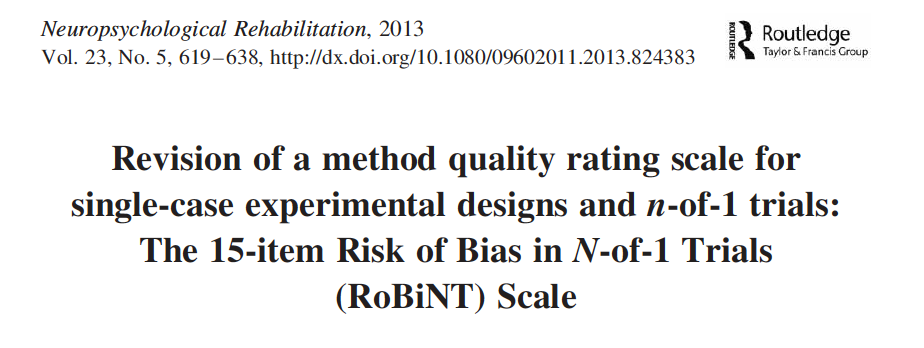 Neuropsychological Rehabilitation, 2013
Vol. 23, No. 5, 619–638, http://dx.doi.org/10.1080/09602011.2013.824383
ROUTLEDGE
Routledge
Taylor & Francis Group
Revision of a method quality rating scale for
single-case experimental designs and n-of-1 trials:
The 15-item Risk of Bias in N-of-1 Trials
(RoBiNT) Scale